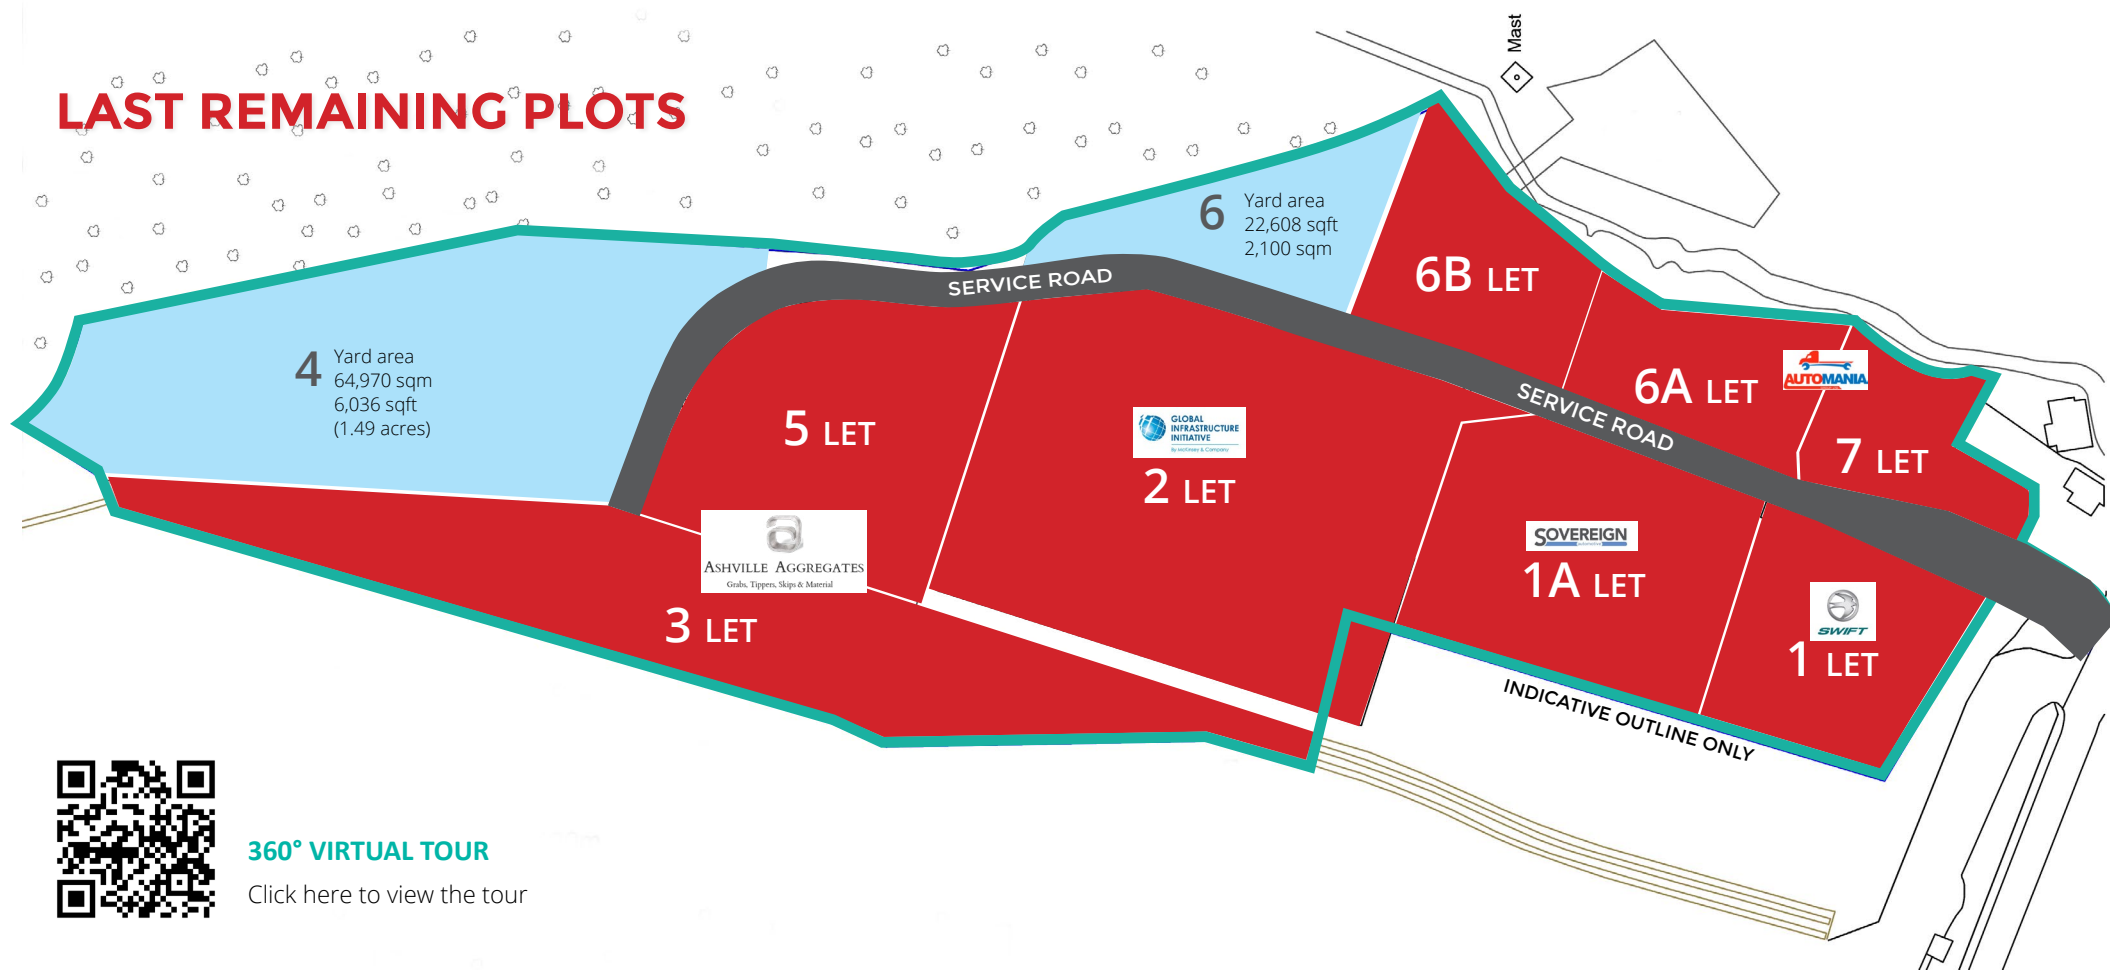 Mast
LAST REMAINING PLOTS
6
Yard area
22,608 sqft
2,100 sqm
6B LET
SERVICE ROAD
4
Yard area
64,970 sqm
6,036 sqft
(1.49 acres)
5 LET
GLOBAL
INFRASTRUCTURE
INITIATIVE
By McKinsey & Company
2 LET
SERVICE ROAD
6A LET
AUTOMANIA
7 LET
a
ASHVILLE AGGREGATES
Grabs, Tippers, Skips & Material
3 LET
SOVEREIGN
1A LET
SWIFT
1 LET
INDICATIVE OUTLINE ONLY
360° VIRTUAL TOUR
Click here to view the tour